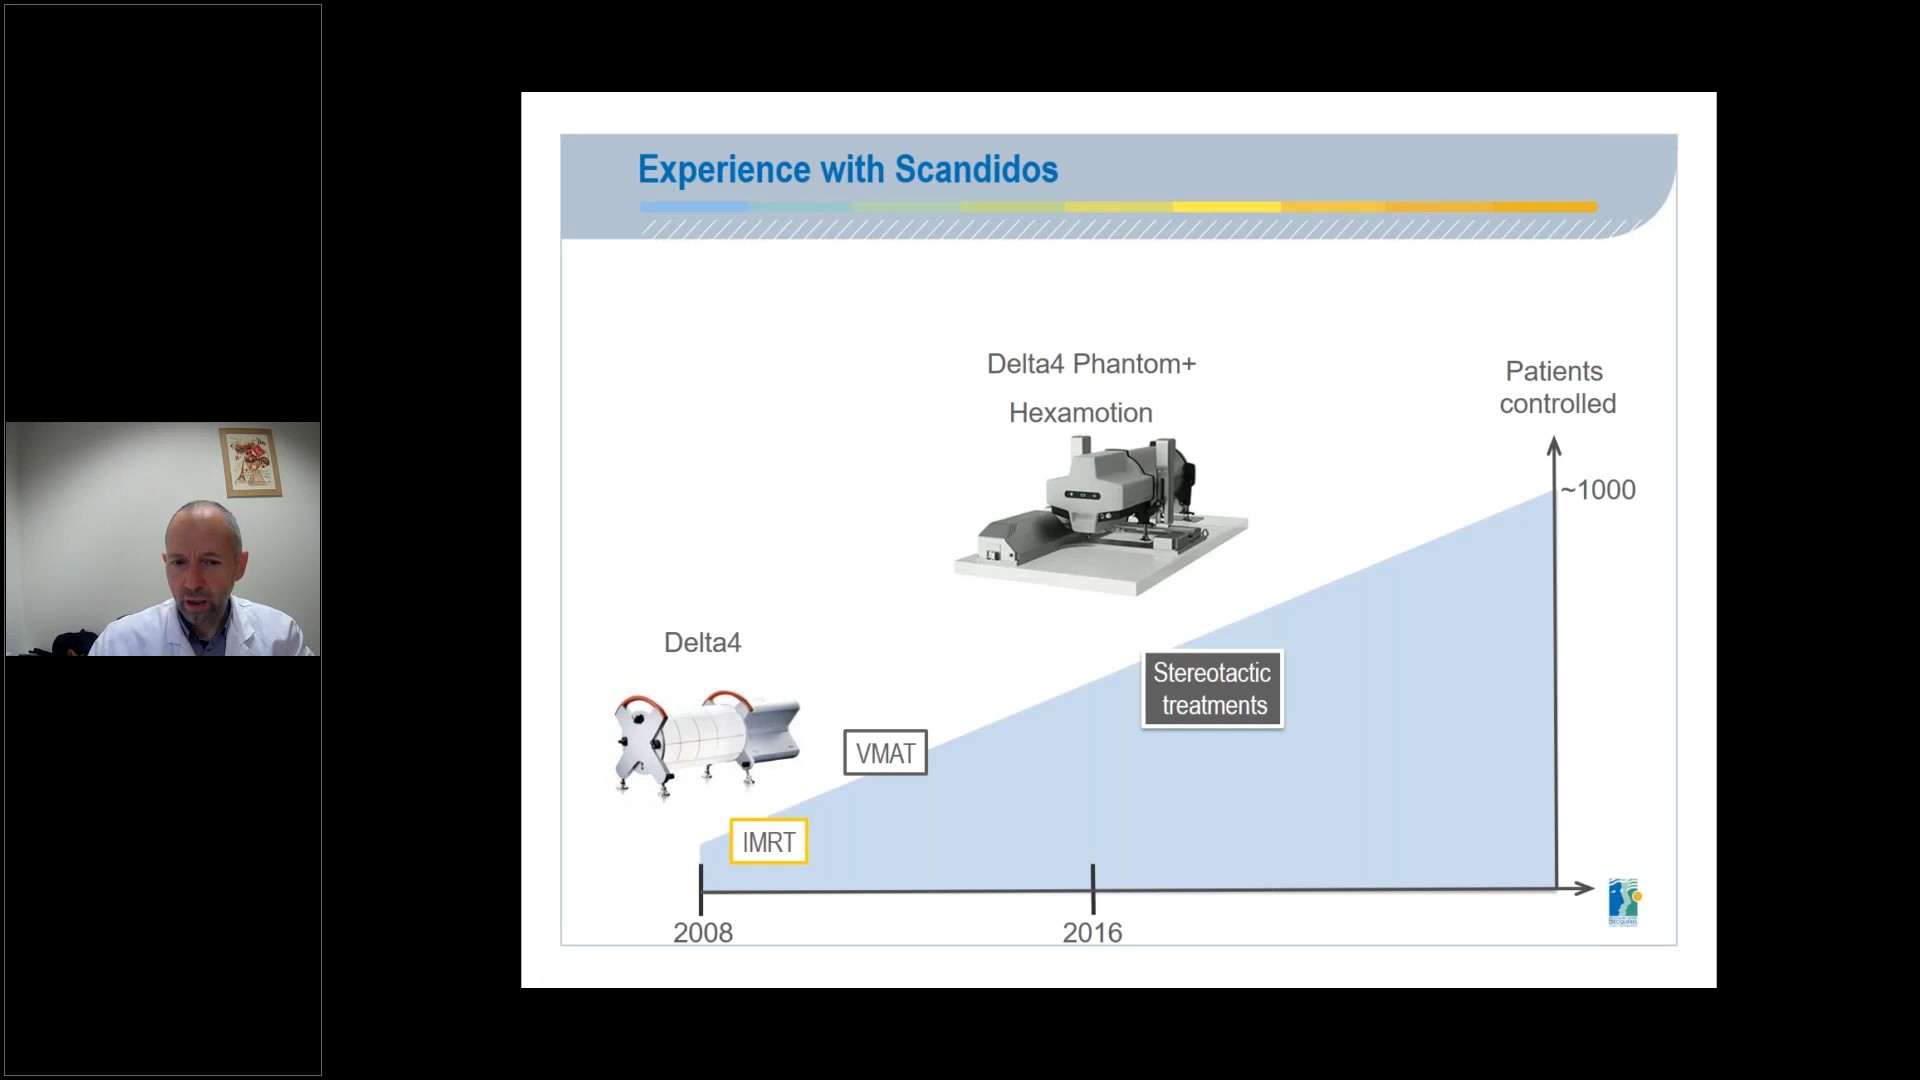 Experience with Scandidos
Delta4 Phantom+
Hexamotion
Patients
controlled
~1000
Delta4
Stereotactic
treatments
VMAT
IMRT
2008
2016